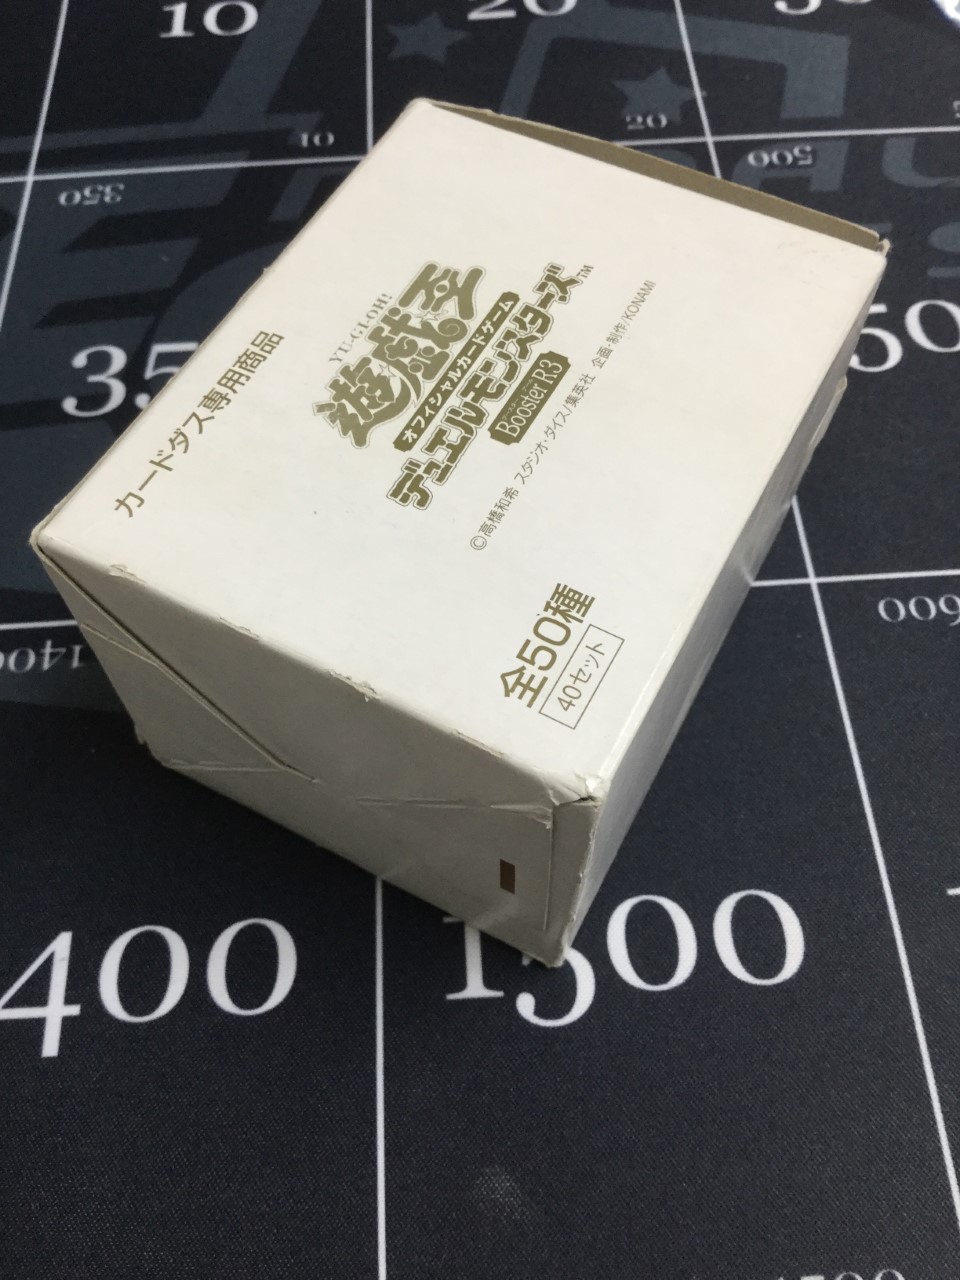 カードダス専用商品
YU-GI-OH!
遊戯王
オフィシャルカードゲーム
デュエルモンスターズ™
Booster R3
©高橋和希 スタジオ・ダイス/集英社 企画・制作/KONAMI
全50種
40セット
10
20
30
10
20
350
500
35
50
1400
600
400
1500